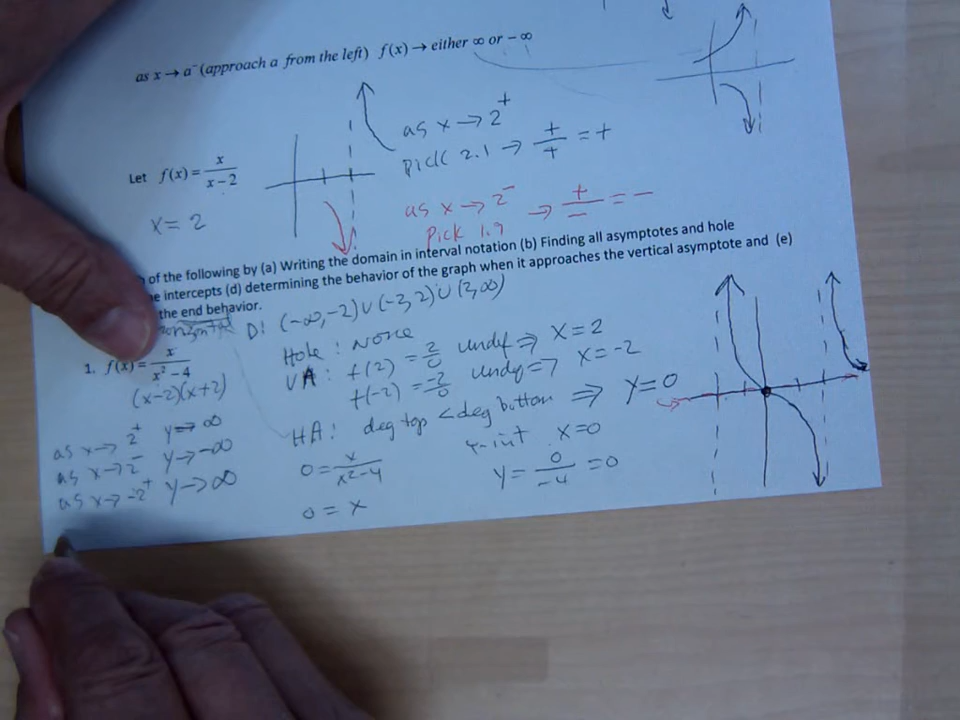 as x → a⁻ (approach a from the left) f(x) → either ∞ or − ∞
as x → 2⁺
Pick 2.1 → +/+ = +
Let f(x) = x/(x−2)
x = 2
as x → 2⁻ → +/− = −
Pick 1.9
of the following by (a) Writing the domain in interval notation (b) Finding all asymptotes and hole
intercepts (d) determining the behavior of the graph when it approaches the vertical asymptote and (e)
the end behavior.
horizontal
D: (-∞,-2)∪(-2,2)∪(2,∞)
1. f(x) = x/(x²−4)
(x-2)(x+2)
Hole: None
VA: f(2) = 2/0 undef ⇒ x = 2
f(-2) = -2/0 undef ⇒ x = -2
HA: deg top < deg button ⇒ y = 0
as x → 2⁺ y → ∞
as x → 2⁻ y → -∞
as x → -2⁺ y → ∞
0 = x/(x²-4)
0 = x
Y-int x = 0
y = 0/-4 = 0